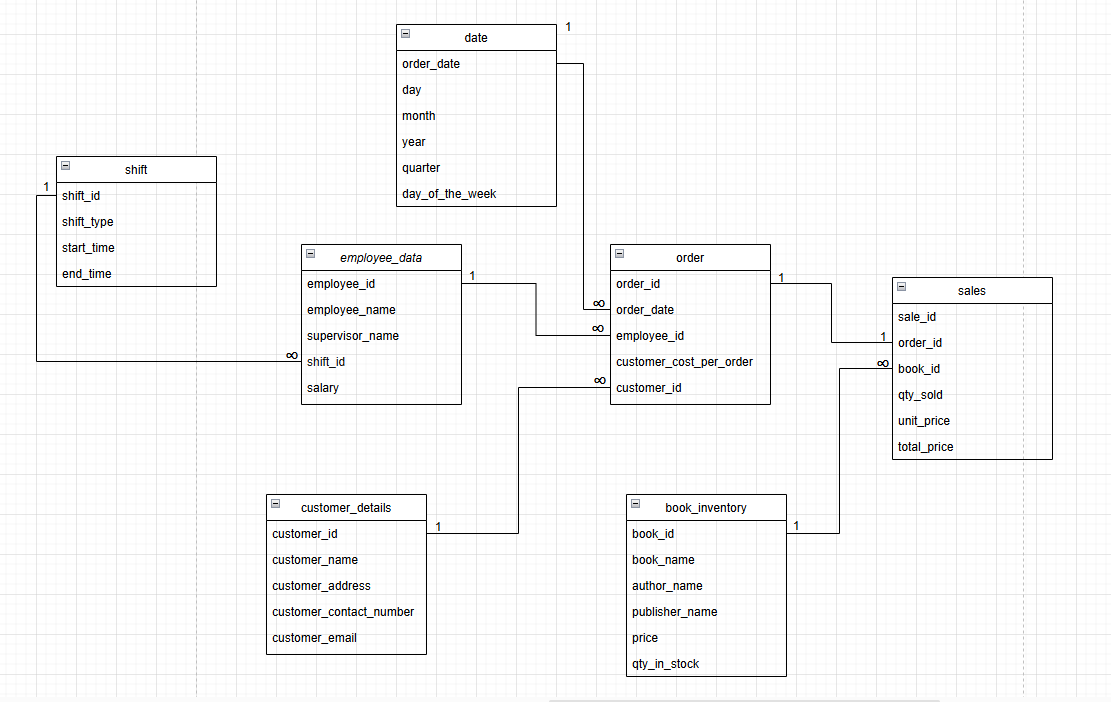 1
date
order_date
day
month
year
quarter
day_of_the_week
shift
1
shift_id
shift_type
start_time
end_time
employee_data
1
employee_id
employee_name
supervisor_name
∞
shift_id
salary
order
1
order_id
∞
order_date
∞
employee_id
customer_cost_per_order
∞
customer_id
sales
sale_id
1
order_id
∞
book_id
qty_sold
unit_price
total_price
customer_details
1
customer_id
customer_name
customer_address
customer_contact_number
customer_email
book_inventory
1
book_id
book_name
author_name
publisher_name
price
qty_in_stock